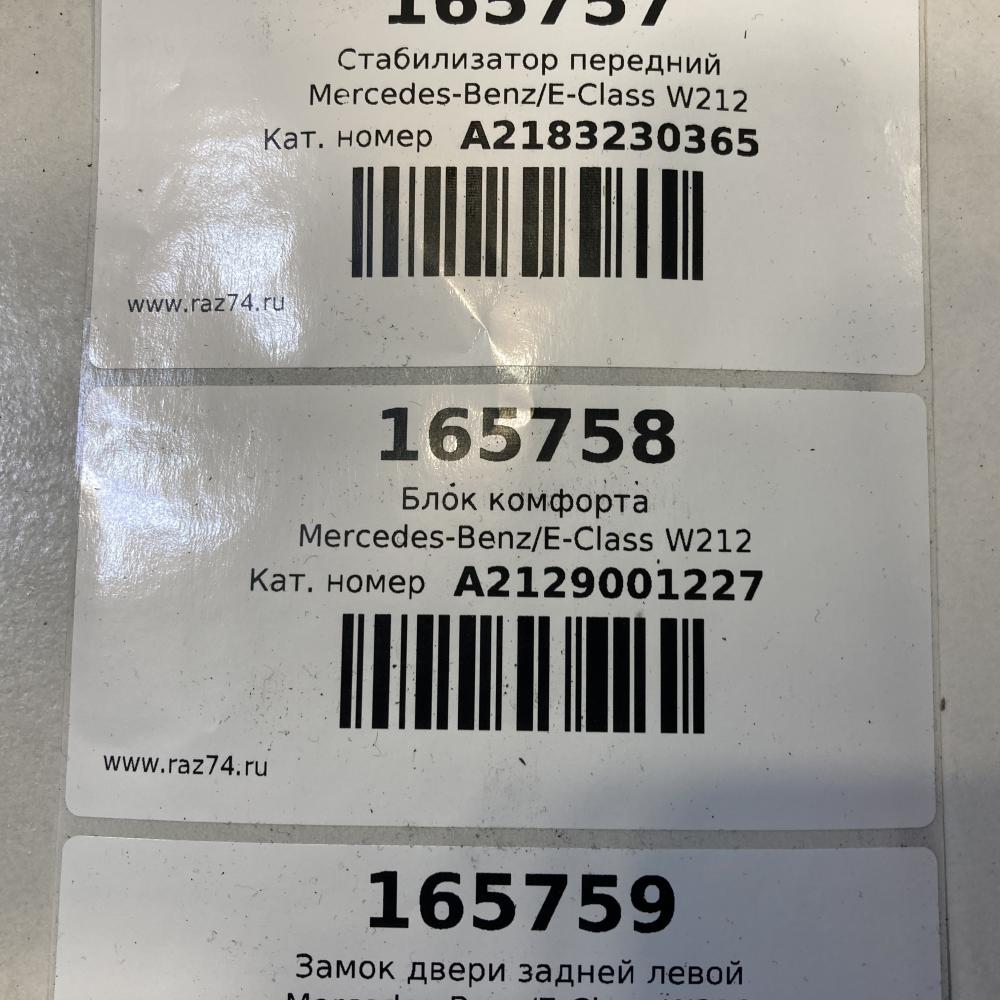 165757
Стабилизатор передний
Mercedes-Benz/E-Class W212
Кат. номер A2183230365
www.raz74.ru
165758
Блок комфорта
Mercedes-Benz/E-Class W212
Кат. номер A2129001227
www.raz74.ru
165759
Замок двери задней левой